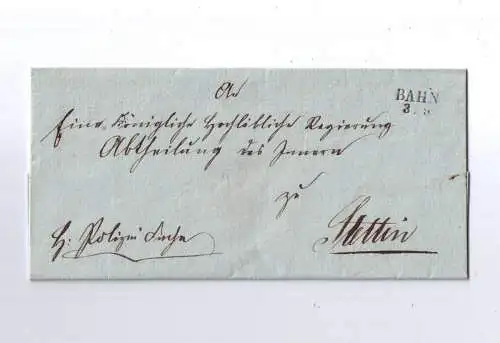 An
BAHN
3
Eine Königliche Hochlöbliche Regierung
Abtheilung des Innern
zu
Stettin
H. Polizei Sache